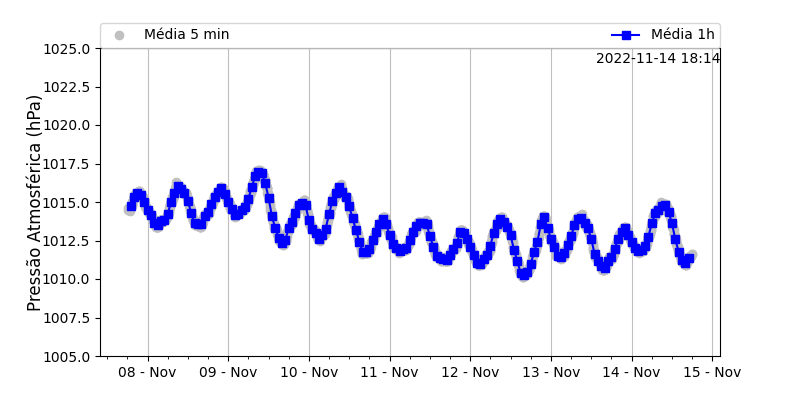 Média 5 min
Média 1h
2022-11-14 18:14
Pressão Atmosférica (hPa)
1025.0
1022.5
1020.0
1017.5
1015.0
1012.5
1010.0
1007.5
1005.0
08 - Nov
09 - Nov
10 - Nov
11 - Nov
12 - Nov
13 - Nov
14 - Nov
15 - Nov